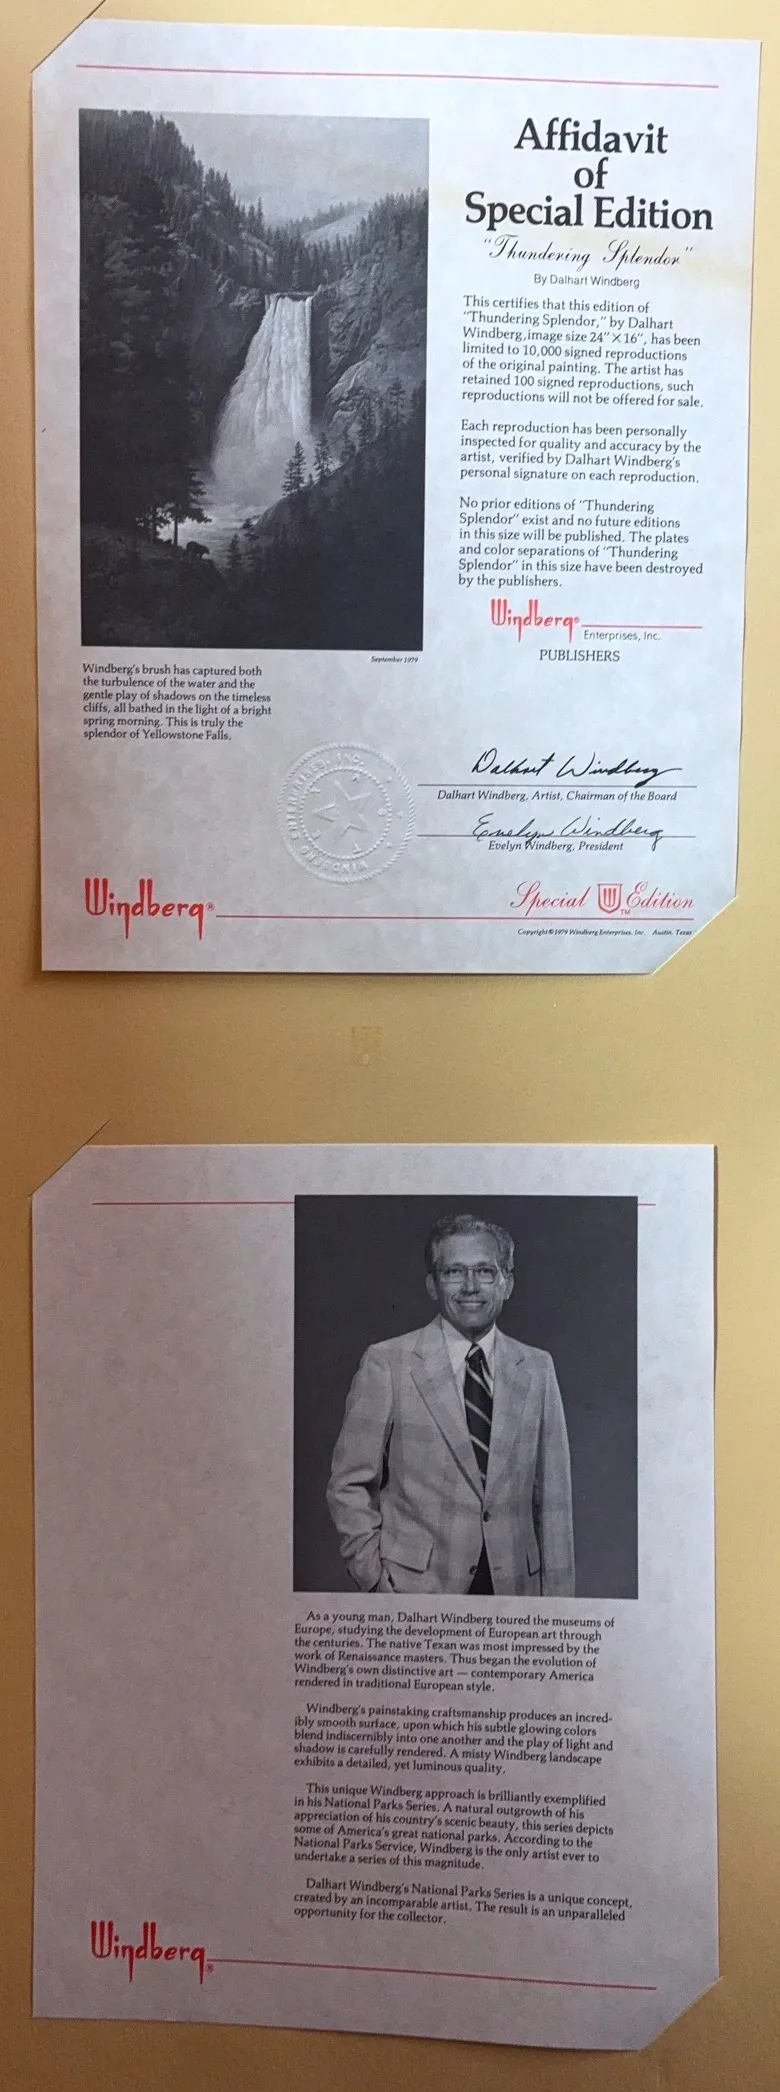 Affidavit
of
Special Edition
"Thundering Splendor"
By Dalhart Windberg
This certifies that this edition of
"Thundering Splendor," by Dalhart
Windberg, image size 24" X 16", has been
limited to 10,000 signed reproductions
of the original painting. The artist has
retained 100 signed reproductions, such
reproductions will not be offered for sale.
Each reproduction has been personally
inspected for quality and accuracy by the
artist, verified by Dalhart Windberg's
personal signature on each reproduction.
No prior editions of "Thundering
Splendor" exist and no future editions
in this size will be published. The plates
and color separations of "Thundering
Splendor" in this size have been destroyed
by the publishers.
Windberg®
Enterprises, Inc.
PUBLISHERS
September 1979
Windberg's brush has captured both
the turbulence of the water and the
gentle play of shadows on the timeless
cliffs, all bathed in the light of a bright
spring morning. This is truly the
splendor of Yellowstone Falls.
WINDBERG ENTERPRISES, INC.
Dalhart Windberg
Dalhart Windberg, Artist, Chairman of the Board
Evelyn Windberg
Evelyn Windberg, President
Windberg®
Special W Edition
TM
Copyright © 1979 Windberg Enterprises, Inc. Austin, Texas
As a young man, Dalhart Windberg toured the museums of
Europe, studying the development of European art through
the centuries. The native Texan was most impressed by the
work of Renaissance masters. Thus began the evolution of
Windberg's own distinctive art — contemporary America
rendered in traditional European style.
Windberg's painstaking craftsmanship produces an incred-
ibly smooth surface, upon which his subtle glowing colors
blend indiscernibly into one another and the play of light and
shadow is carefully rendered. A misty Windberg landscape
exhibits a detailed, yet luminous quality.
This unique Windberg approach is brilliantly exemplified
in his National Parks Series. A natural outgrowth of his
appreciation of his country's scenic beauty, this series depicts
some of America's great national parks. According to the
National Parks Service, Windberg is the only artist ever to
undertake a series of this magnitude.
Dalhart Windberg's National Parks Series is a unique concept,
created by an incomparable artist. The result is an unparalleled
opportunity for the collector.
Windberg®